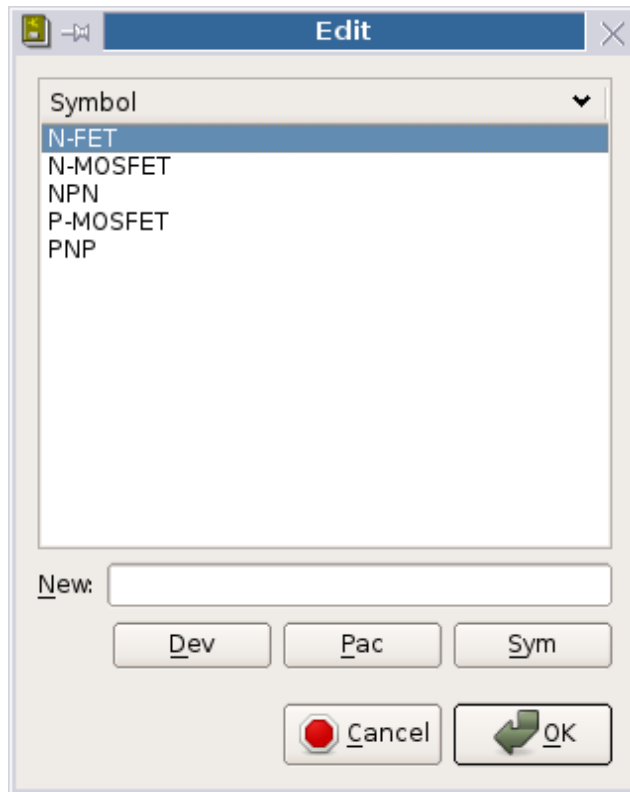 Edit
Symbol
N-FET
N-MOSFET
NPN
P-MOSFET
PNP
New:
Dev Pac Sym
Cancel OK